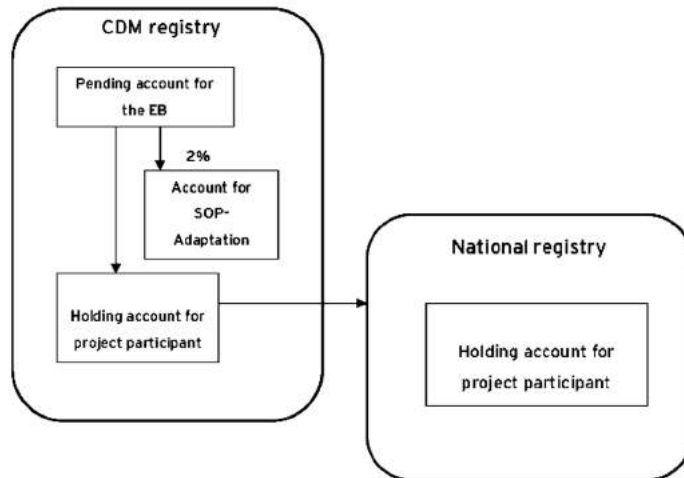 CDM registry
Pending account for
the EB
2%
Account for
SOP-
Adaptation
Holding account for
project participant
National registry
Holding account for
project participant